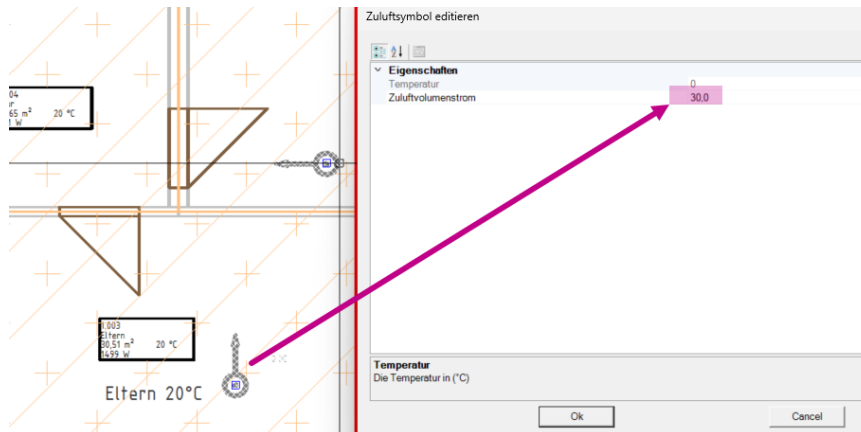 Zuluftsymbol editieren
Eigenschaften
Temperatur 0
Zuluftvolumenstrom 30,0
04
65 m² 20 °C
W
1.003
Eltern
30,51 m² 20 °C
1499 W
Eltern 20°C
Temperatur
Die Temperatur in (°C)
Ok Cancel